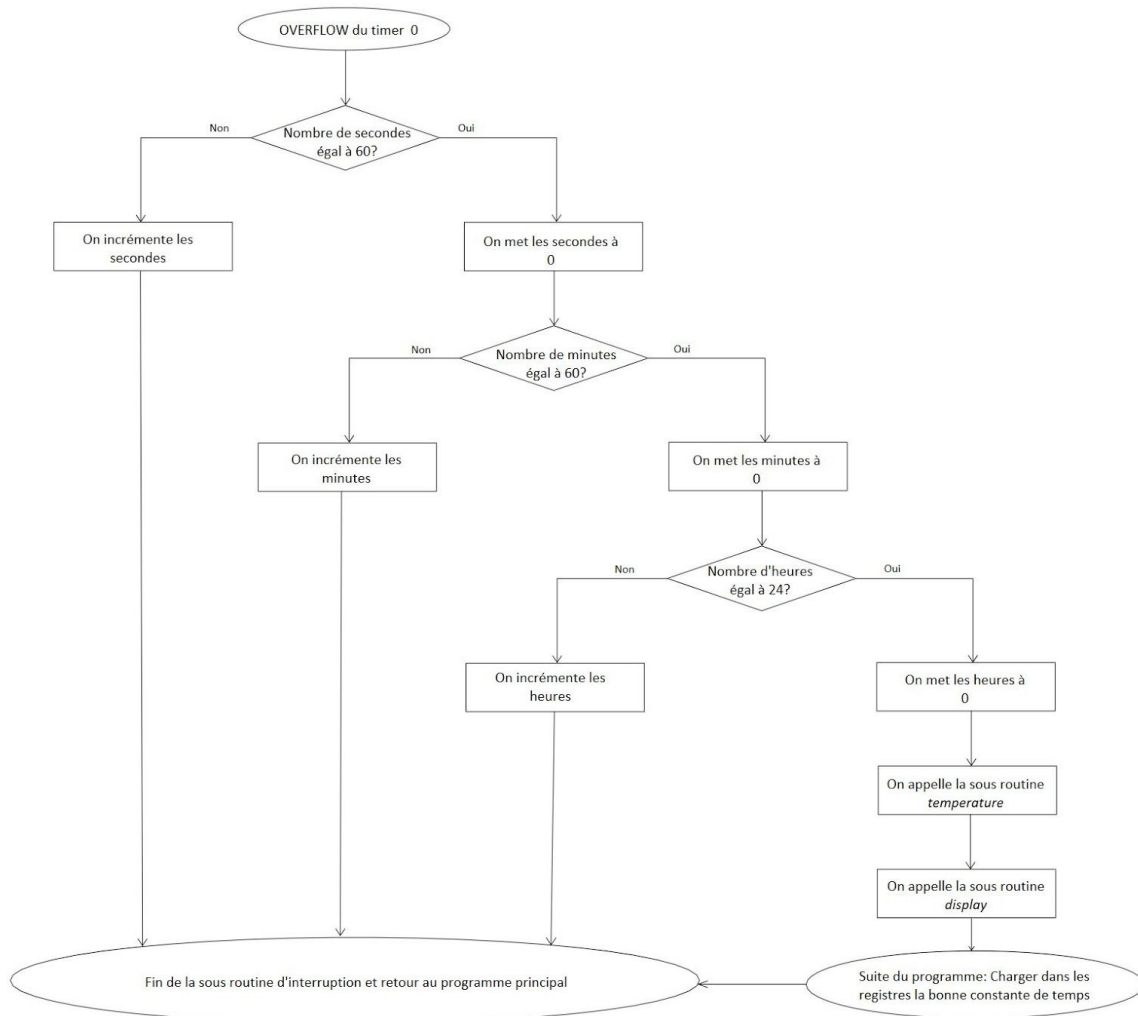 OVERFLOW du timer 0
Non
Nombre de secondes
égal à 60?
Oui
On incrémente les
secondes
On met les secondes à
0
Non
Nombre de minutes
égal à 60?
Oui
On incrémente les
minutes
On met les minutes à
0
Non
Nombre d'heures
égal à 24?
Oui
On incrémente les
heures
On met les heures à
0
On appelle la sous routine
temperature
On appelle la sous routine
display
Fin de la sous routine d'interruption et retour au programme principal
Suite du programme: Charger dans les
registres la bonne constante de temps